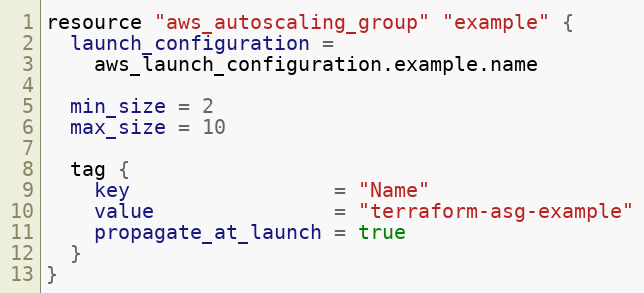 1 resource "aws_autoscaling_group" "example" {
2   launch_configuration =
3     aws_launch_configuration.example.name
4
5   min_size = 2
6   max_size = 10
7
8   tag {
9     key                 = "Name"
10     value               = "terraform-asg-example"
11     propagate_at_launch = true
12   }
13 }